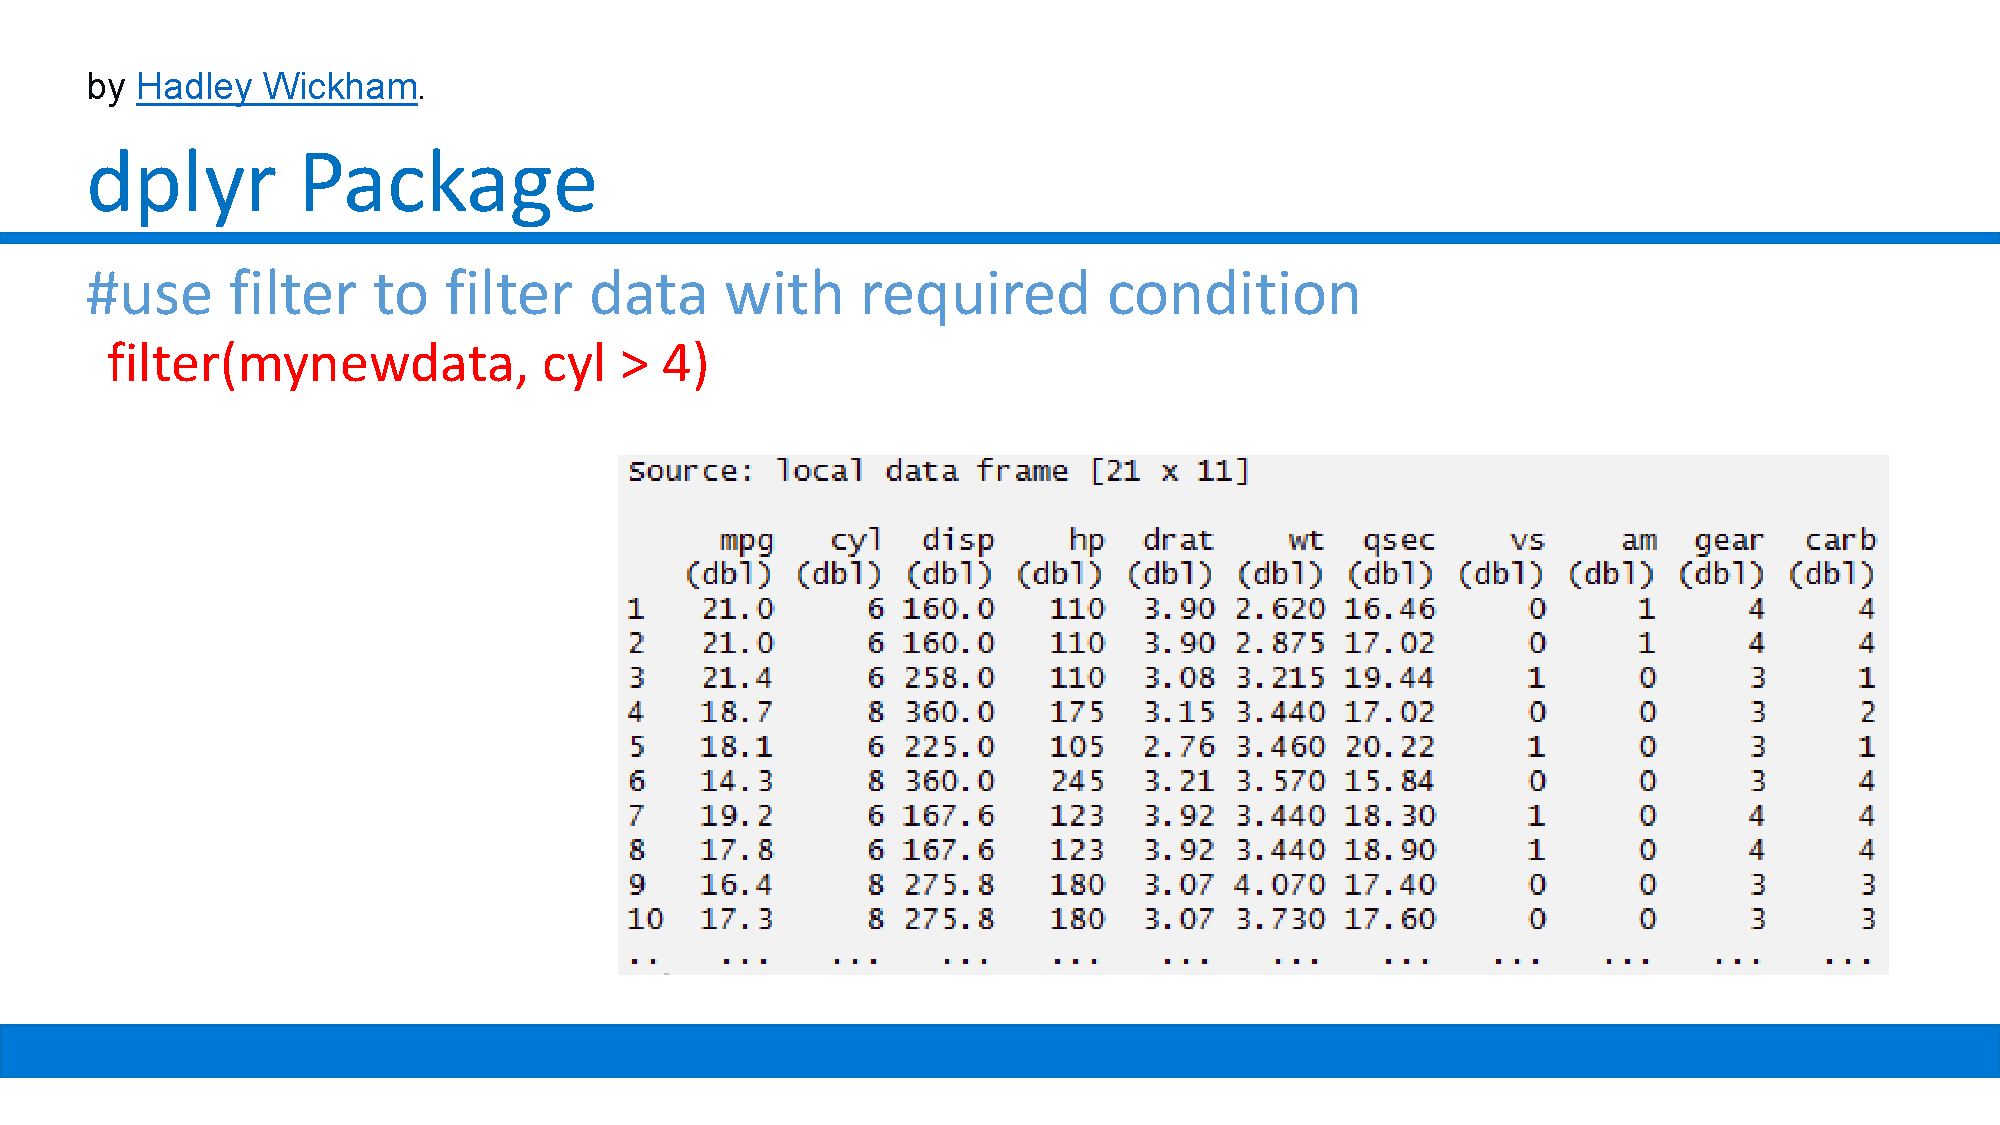 by Hadley Wickham.
dplyr Package
#use filter to filter data with required condition
filter(mynewdata, cyl > 4)
Source: local data frame [21 x 11]
mpg cyl disp hp drat wt qsec vs am gear carb
(dbl) (dbl) (dbl) (dbl) (dbl) (dbl) (dbl) (dbl) (dbl) (dbl) (dbl)
1 21.0 6 160.0 110 3.90 2.620 16.46 0 1 4 4
2 21.0 6 160.0 110 3.90 2.875 17.02 0 1 4 4
3 21.4 6 258.0 110 3.08 3.215 19.44 1 0 3 1
4 18.7 8 360.0 175 3.15 3.440 17.02 0 0 3 2
5 18.1 6 225.0 105 2.76 3.460 20.22 1 0 3 1
6 14.3 8 360.0 245 3.21 3.570 15.84 0 0 3 4
7 19.2 6 167.6 123 3.92 3.440 18.30 1 0 4 4
8 17.8 6 167.6 123 3.92 3.440 18.90 1 0 4 4
9 16.4 8 275.8 180 3.07 4.070 17.40 0 0 3 3
10 17.3 8 275.8 180 3.07 3.730 17.60 0 0 3 3
.. ... ... ... ... ... ... ... ... ... ... ...